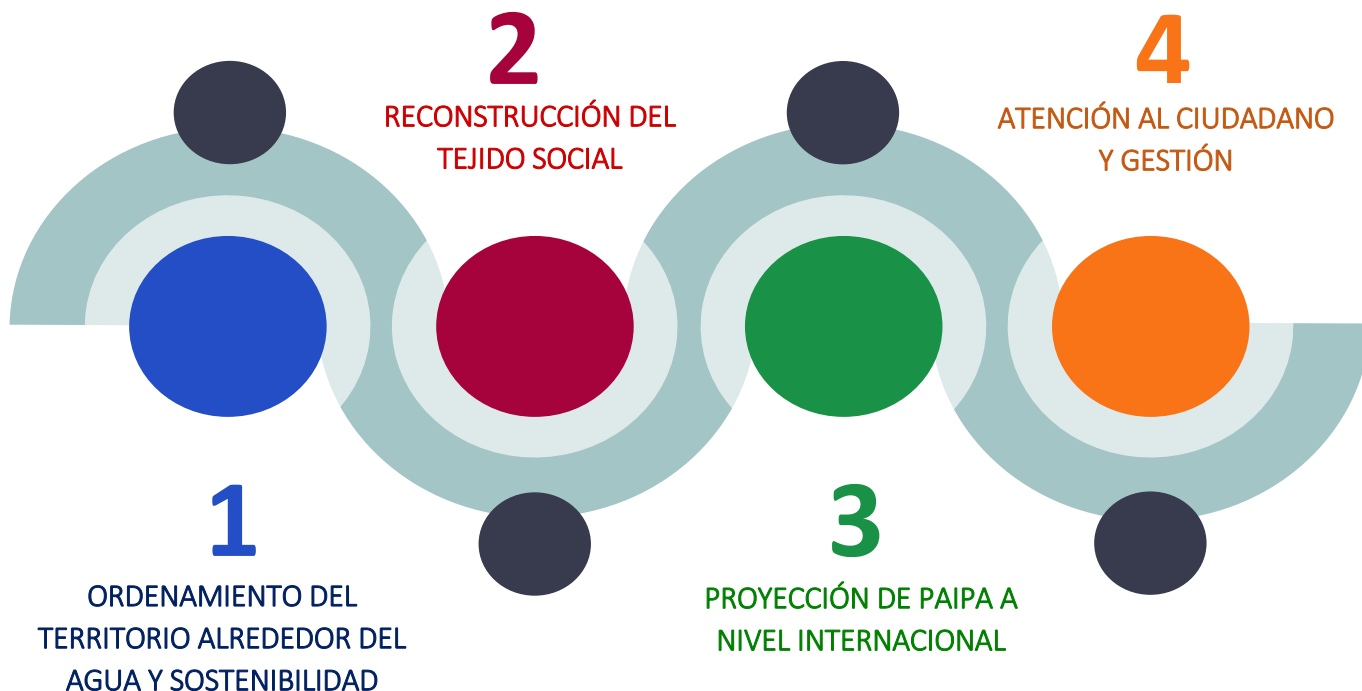 1
ORDENAMIENTO DEL
TERRITORIO ALREDEDOR DEL
AGUA Y SOSTENIBILIDAD
2
RECONSTRUCCIÓN DEL
TEJIDO SOCIAL
3
PROYECCIÓN DE PAIPA A
NIVEL INTERNACIONAL
4
ATENCIÓN AL CIUDADANO
Y GESTIÓN